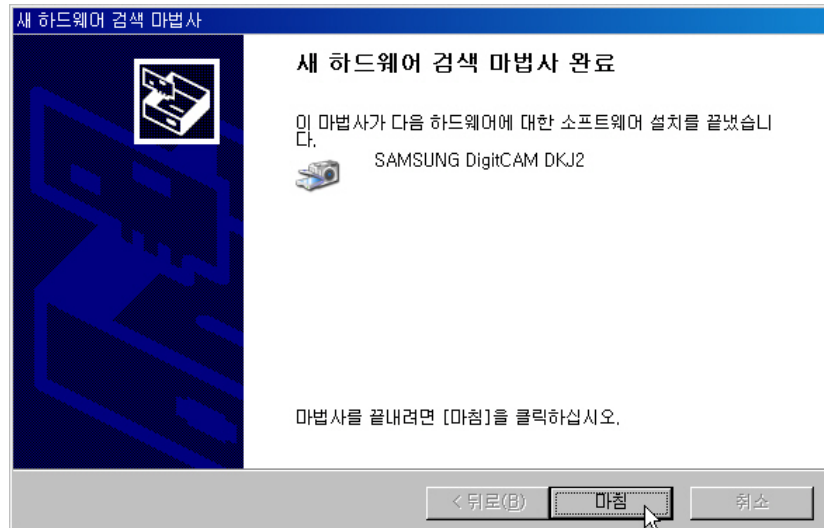 새 하드웨어 검색 마법사
새 하드웨어 검색 마법사 완료
이 마법사가 다음 하드웨어에 대한 소프트웨어 설치를 끝냈습니
다.
SAMSUNG DigitCAM DKJ2
마법사를 끝내려면 [마침]을 클릭하십시오.
< 뒤로(B) 마침 취소